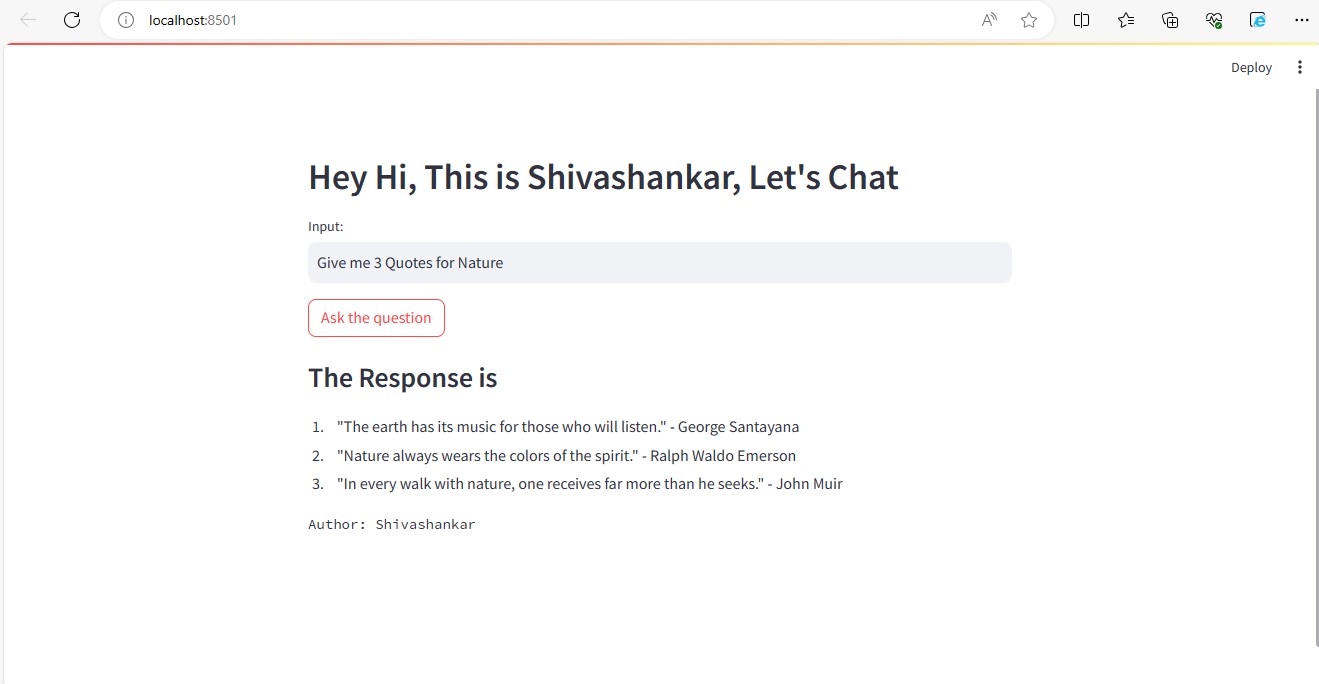 localhost:8501
Deploy
Hey Hi, This is Shivashankar, Let's Chat
Input:
Give me 3 Quotes for Nature
Ask the question
The Response is
1. "The earth has its music for those who will listen." - George Santayana
2. "Nature always wears the colors of the spirit." - Ralph Waldo Emerson
3. "In every walk with nature, one receives far more than he seeks." - John Muir
Author: Shivashankar